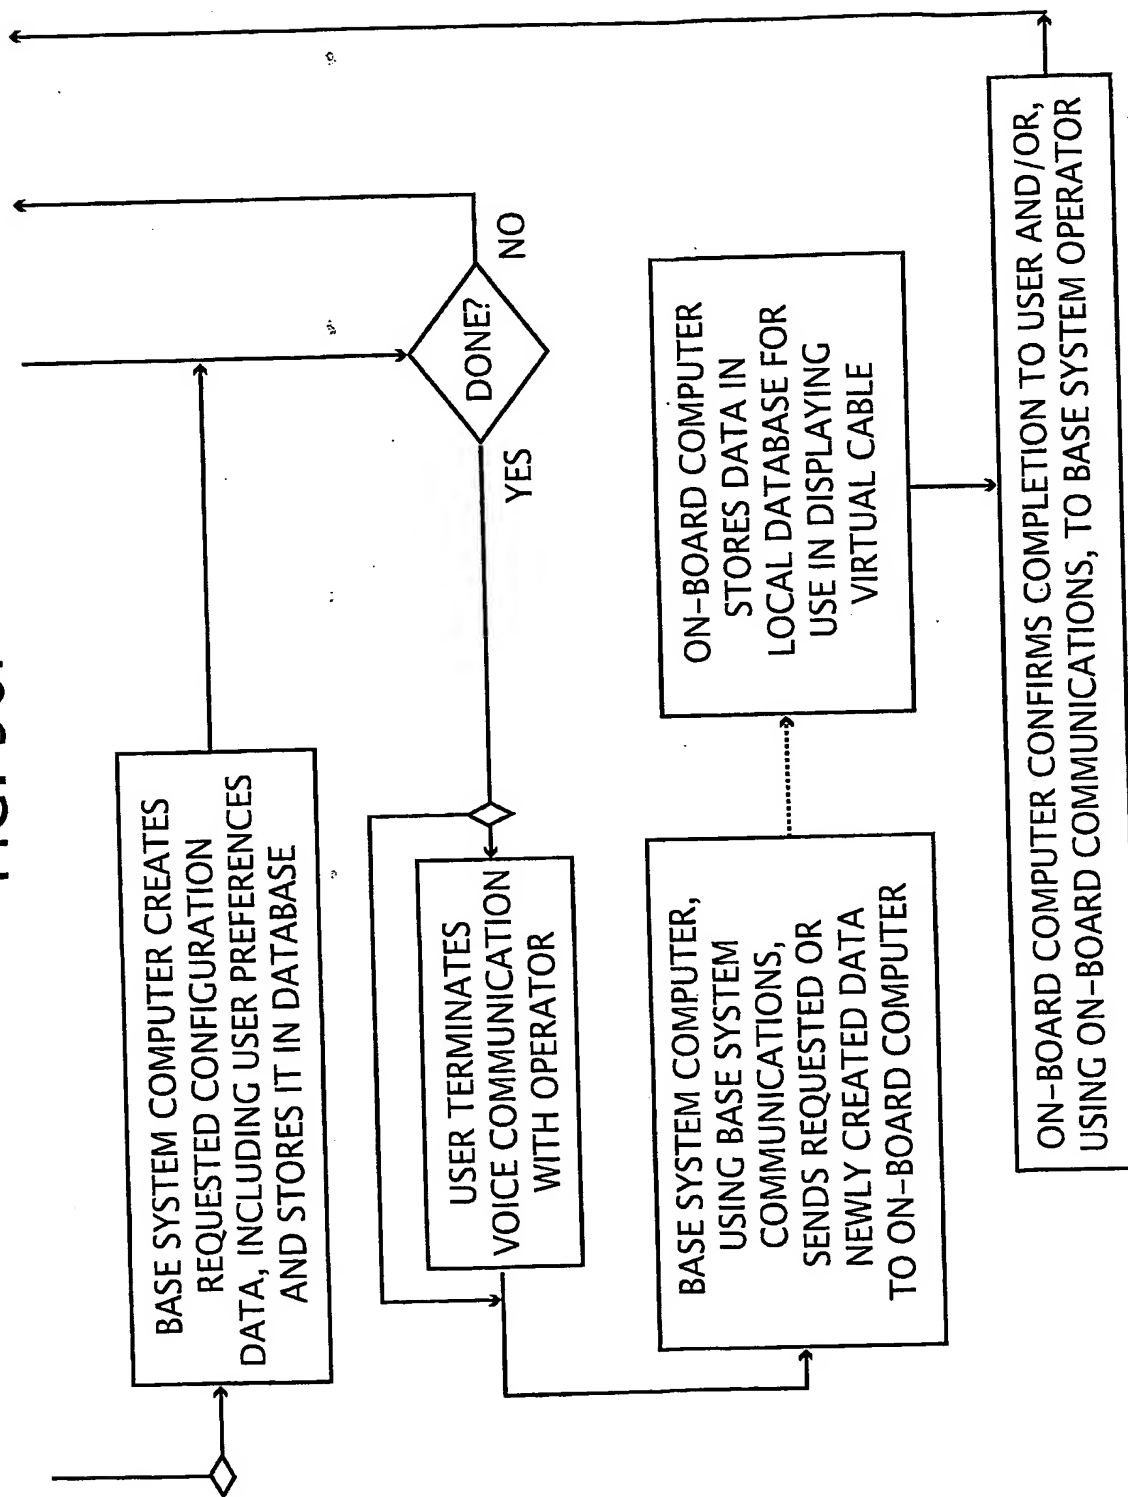 BASE SYSTEM COMPUTER CREATES
REQUESTED CONFIGURATION
DATA, INCLUDING USER PREFERENCES
AND STORES IT IN DATABASE
DONE?
NO
YES
USER TERMINATES
VOICE COMMUNICATION
WITH OPERATOR
BASE SYSTEM COMPUTER,
USING BASE SYSTEM
COMMUNICATIONS,
SENDS REQUESTED OR
NEWLY CREATED DATA
TO ON-BOARD COMPUTER
ON-BOARD COMPUTER
STORES DATA IN
LOCAL DATABASE FOR
USE IN DISPLAYING
VIRTUAL CABLE
ON-BOARD COMPUTER CONFIRMS COMPLETION TO USER AND/OR,
USING ON-BOARD COMMUNICATIONS, TO BASE SYSTEM OPERATOR